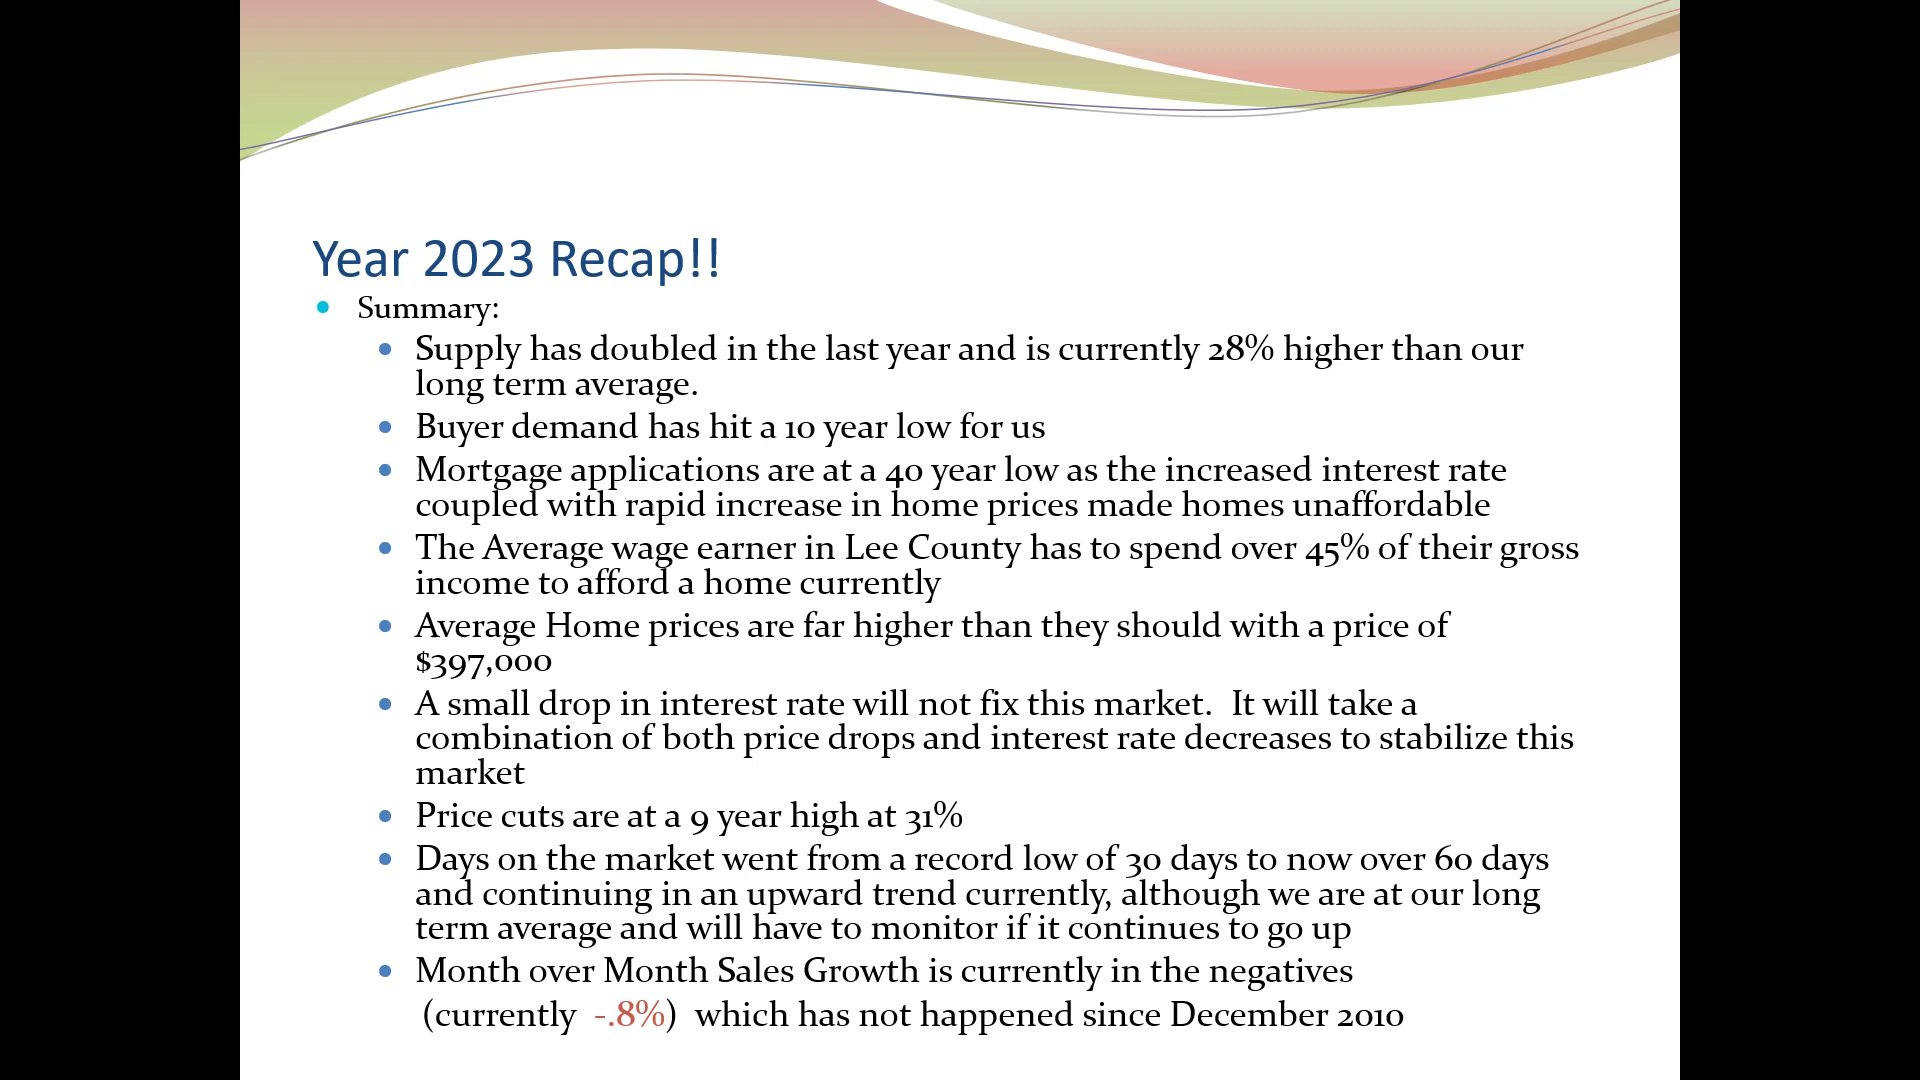 Year 2023 Recap!!
Summary:
Supply has doubled in the last year and is currently 28% higher than our
long term average.
Buyer demand has hit a 10 year low for us
Mortgage applications are at a 40 year low as the increased interest rate
coupled with rapid increase in home prices made homes unaffordable
The Average wage earner in Lee County has to spend over 45% of their gross
income to afford a home currently
Average Home prices are far higher than they should with a price of
$397,000
A small drop in interest rate will not fix this market.  It will take a
combination of both price drops and interest rate decreases to stabilize this
market
Price cuts are at a 9 year high at 31%
Days on the market went from a record low of 30 days to now over 60 days
and continuing in an upward trend currently, although we are at our long
term average and will have to monitor if it continues to go up
Month over Month Sales Growth is currently in the negatives
(currently  -.8%)  which has not happened since December 2010